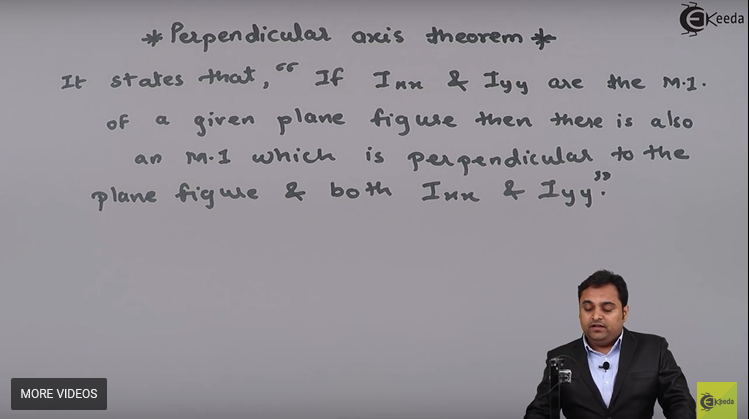 * Perpendicular axis theorem *
It states that, “ If Ixx & Iyy are the M.I.
of a given plane figure then there is also
an M.I which is perpendicular to the
plane figure & both Ixx & Iyy.”
EKeeda
MORE VIDEOS
EKeeda